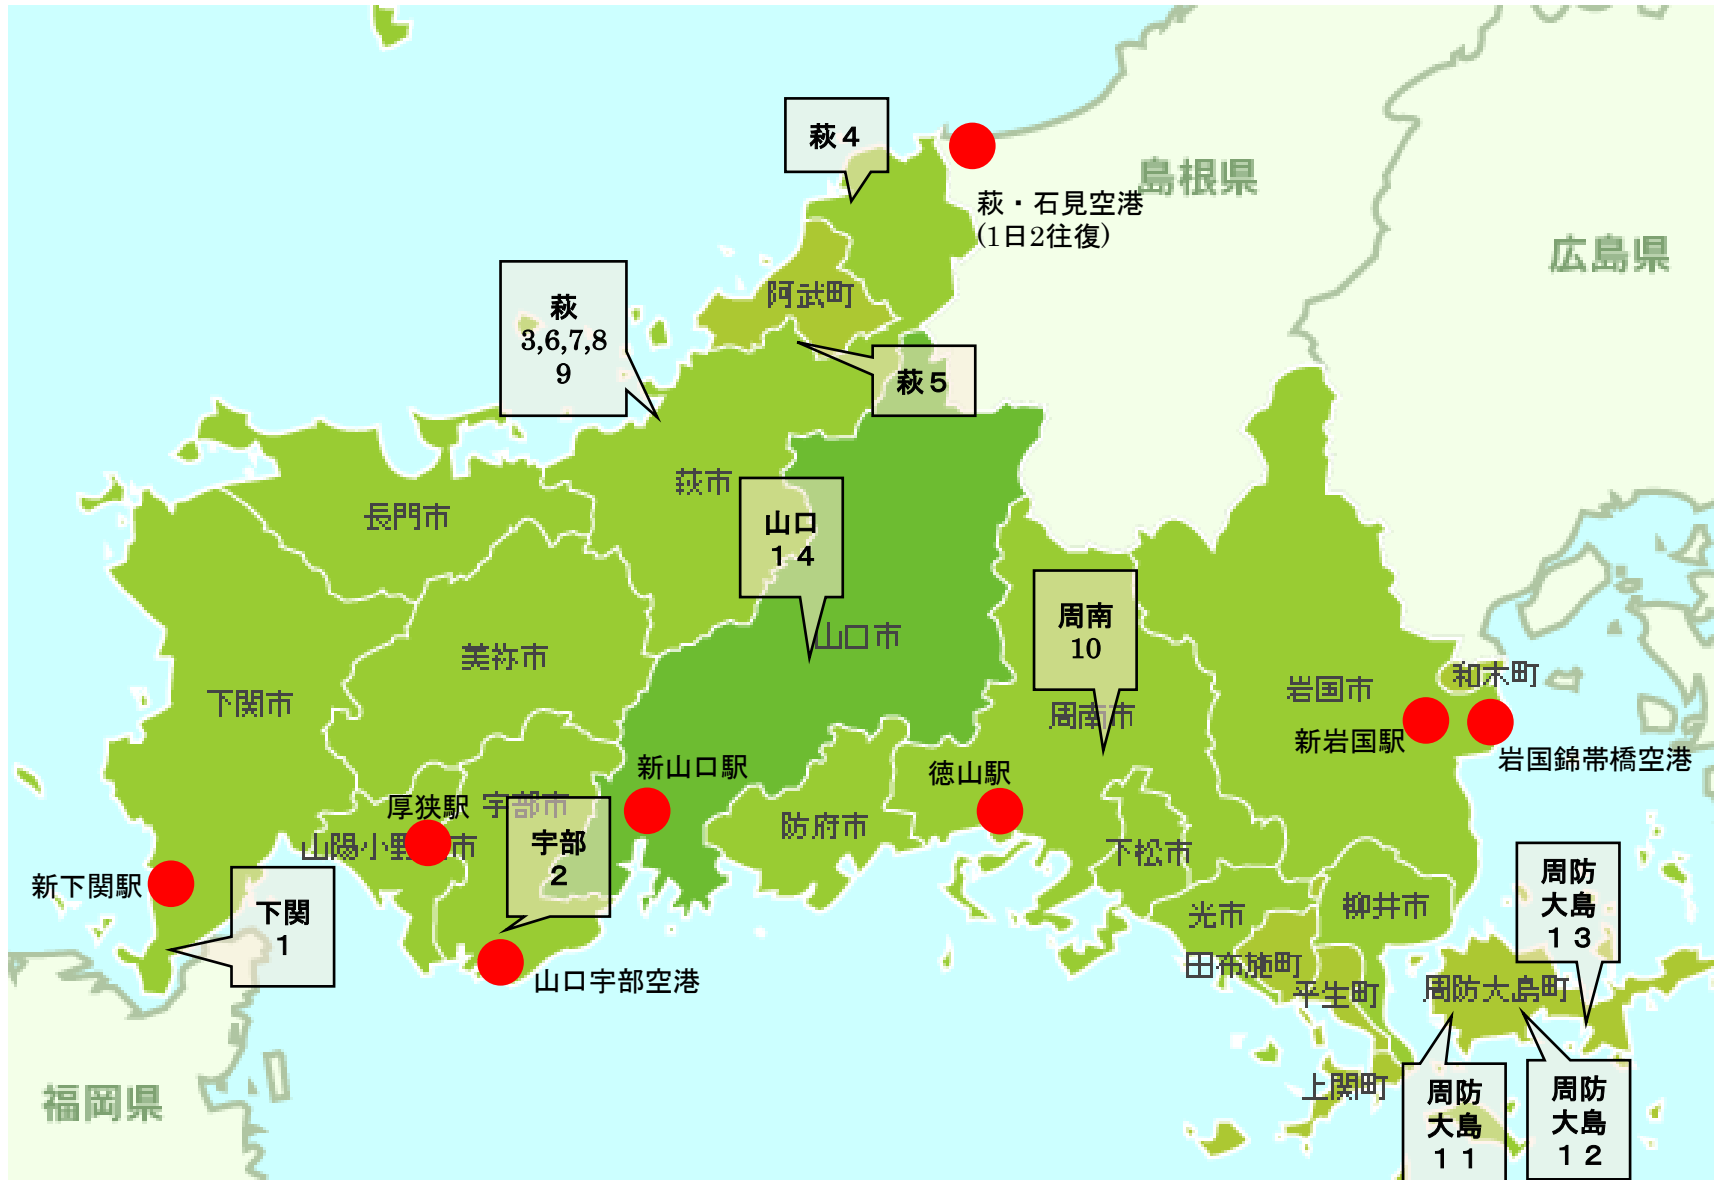 萩４
島根県
萩・石見空港
(1日2往復)
広島県
阿武町
萩
3,6,7,8
9
萩５
萩市
長門市
山口
１４
山口市
周南
10
美祢市
下関市
周南市
岩国市
和木町
新岩国駅
岩国錦帯橋空港
新山口駅
徳山駅
厚狭駅
宇部市
山陽小野
市
防府市
下松市
宇部
２
新下関駅
下関
１
光市
柳井市
周防
大島
１３
山口宇部空港
田布施町
平生町
周防大島町
上関町
福岡県
周防
大島
１１
周防
大島
１２